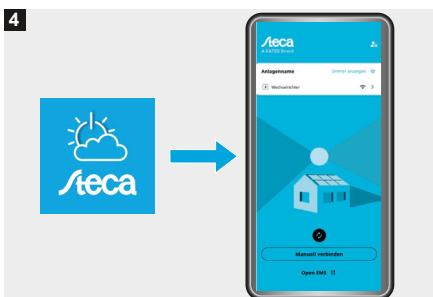 4
Steca
Steca
A KATEK Brand
Anlagenname Immer anzeigen
Wechselrichter
Manuell verbinden
Open EMS